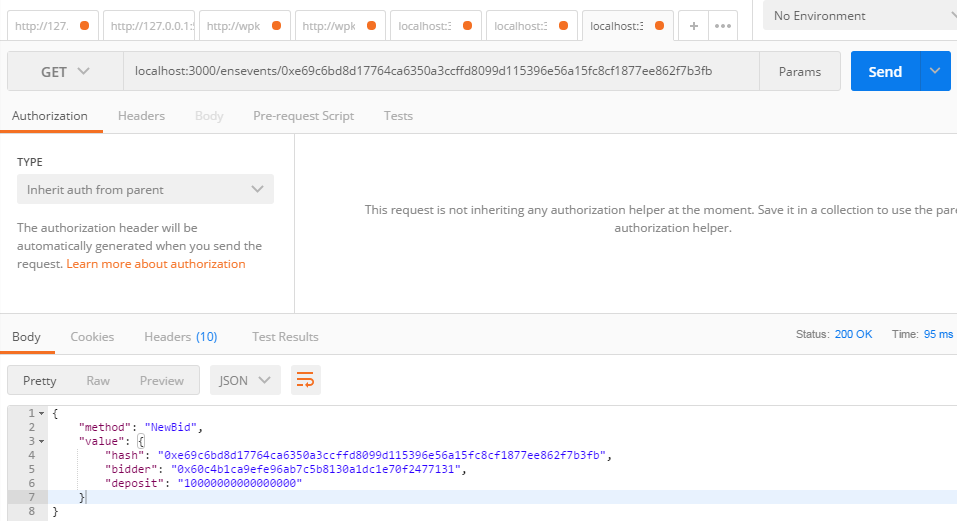 http://127. http://127.0.0.1:5 http://wpk http://wpk localhost:3 localhost:3 localhost:3 + ••• No Environment
GET localhost:3000/ensevents/0xe69c6bd8d17764ca6350a3ccffd8099d115396e56a15fc8cf1877ee862f7b3fb Params Send
Authorization Headers Body Pre-request Script Tests
TYPE
Inherit auth from parent
The authorization header will be
automatically generated when you send the
request. Learn more about authorization
This request is not inheriting any authorization helper at the moment. Save it in a collection to use the pare
authorization helper.
Body Cookies Headers (10) Test Results Status: 200 OK Time: 95 ms
Pretty Raw Preview JSON
1 {
2 "method": "NewBid",
3 "value": {
4 "hash": "0xe69c6bd8d17764ca6350a3ccffd8099d115396e56a15fc8cf1877ee862f7b3fb",
5 "bidder": "0x60c4b1ca9efe96ab7c5b8130a1dc1e70f2477131",
6 "deposit": "10000000000000000"
7 }
8 }